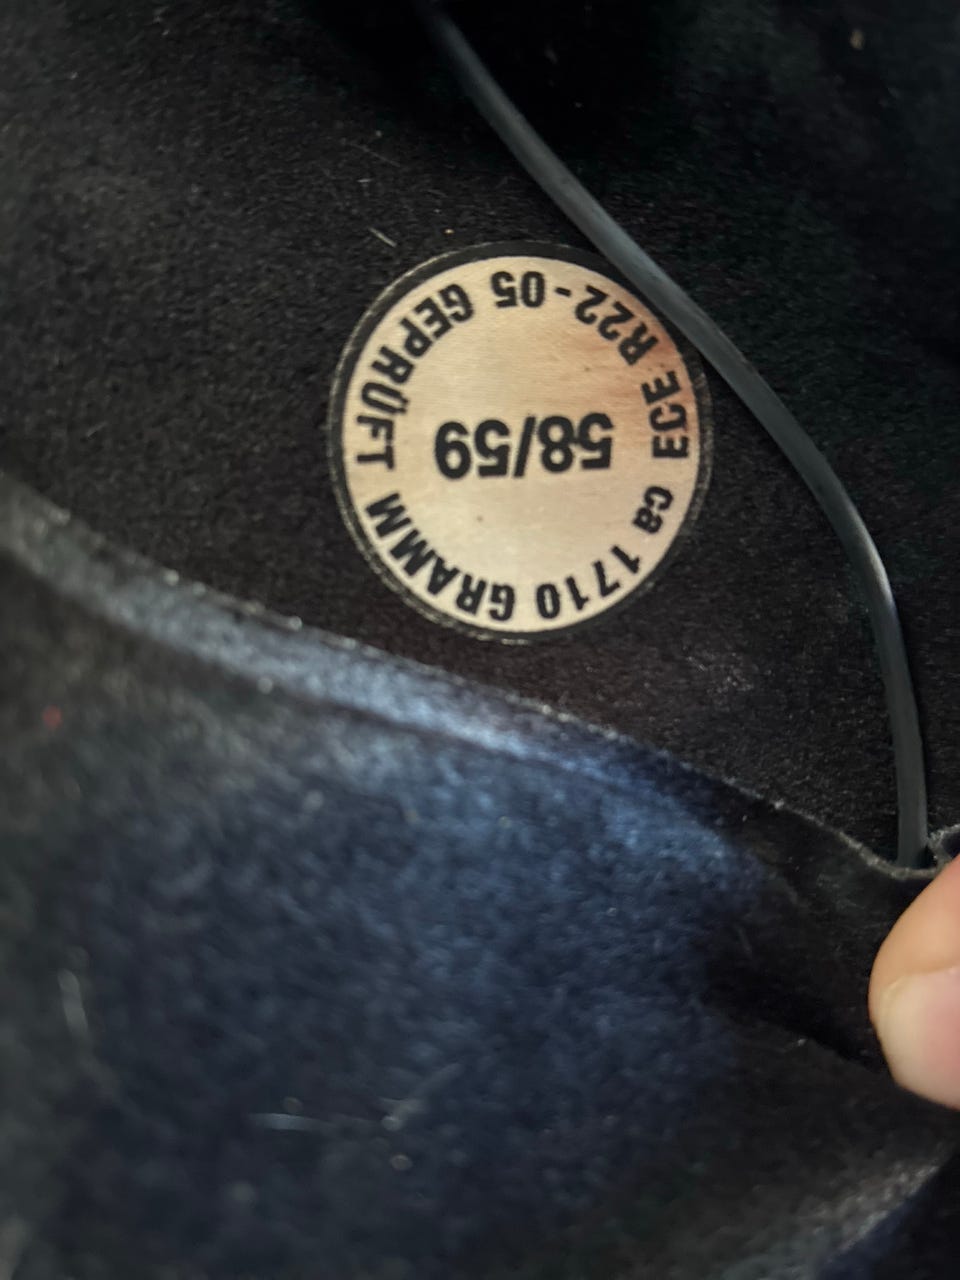 ECE R22-05 GEPRÜFT
58/59
ca 1710 GRAMM